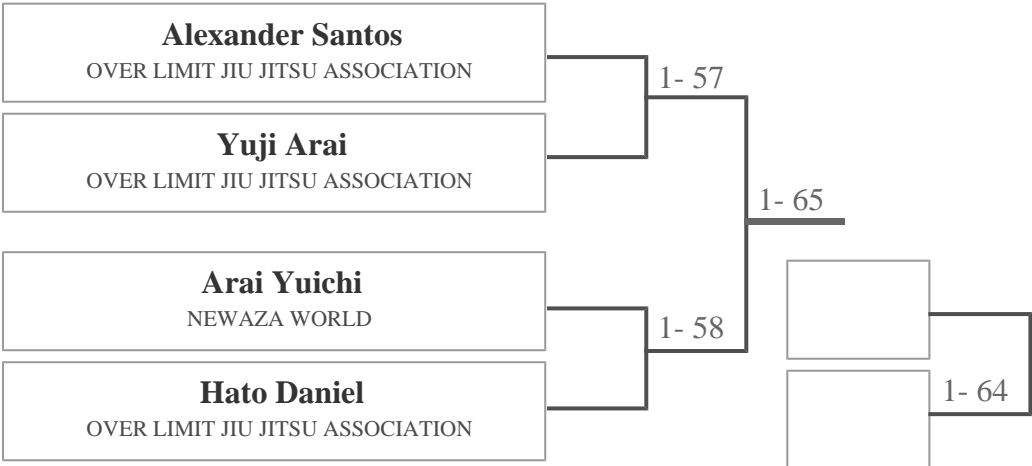 Alexander Santos
OVER LIMIT JIU JITSU ASSOCIATION
1- 57
Yuji Arai
OVER LIMIT JIU JITSU ASSOCIATION
1- 65
Arai Yuichi
NEWAZA WORLD
1- 58
Hato Daniel
OVER LIMIT JIU JITSU ASSOCIATION
1- 64